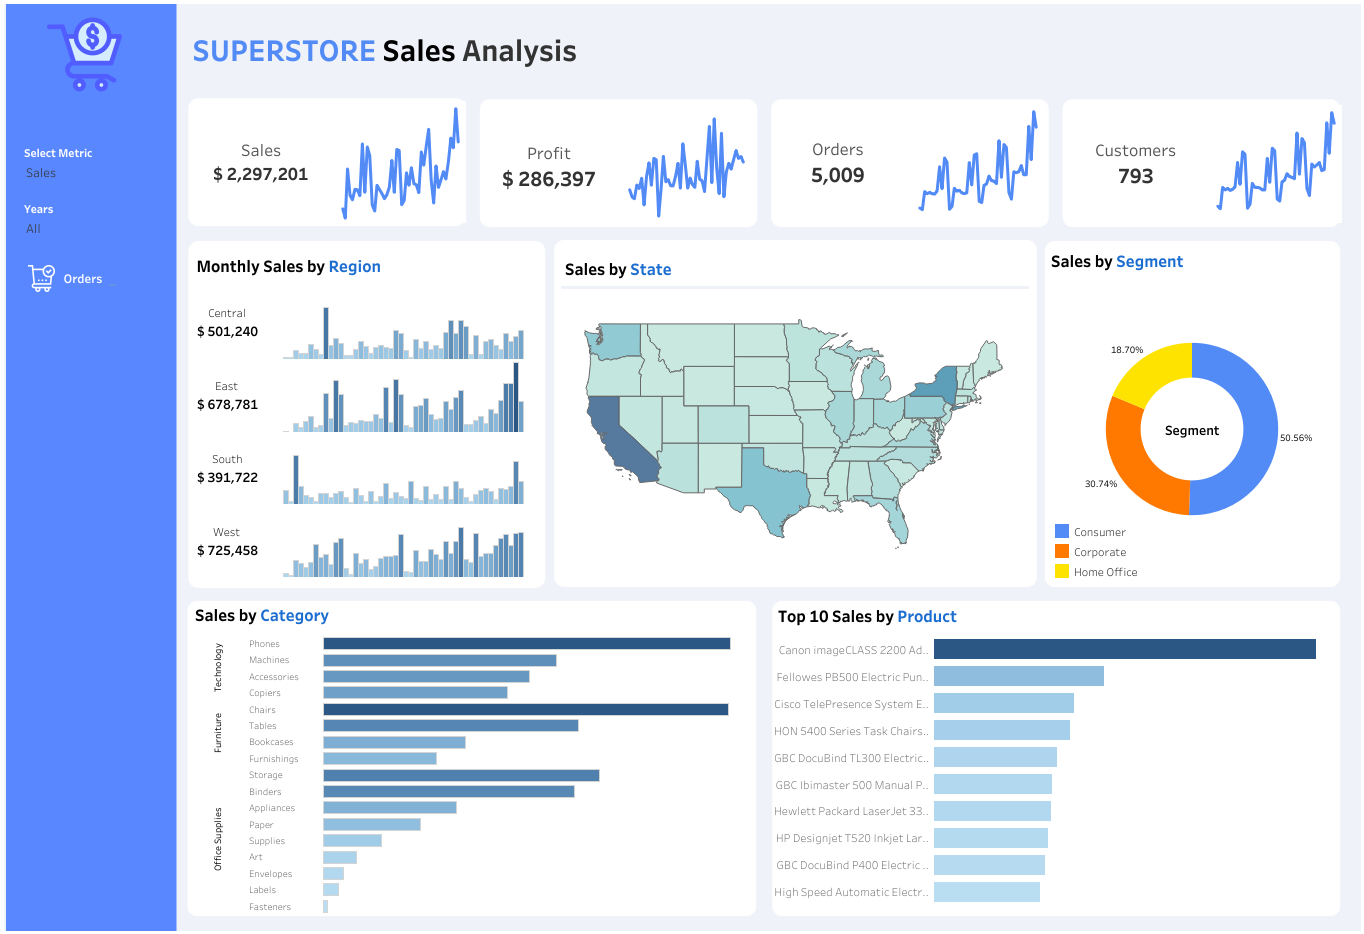 SUPERSTORE Sales Analysis
Select Metric
Sales
Years
All
Orders
Sales
$ 2,297,201
Profit
$ 286,397
Orders
5,009
Customers
793
Monthly Sales by Region
Central
$ 501,240
East
$ 678,781
South
$ 391,722
West
$ 725,458
Sales by State
Sales by Segment
18.70%
50.56%
30.74%
Segment
Consumer
Corporate
Home Office
Sales by Category
Technology
Phones
Machines
Accessories
Copiers
Furniture
Chairs
Tables
Bookcases
Furnishings
Office Supplies
Storage
Binders
Appliances
Paper
Supplies
Art
Envelopes
Labels
Fasteners
Top 10 Sales by Product
Canon imageCLASS 2200 Ad..
Fellowes PB500 Electric Pun..
Cisco TelePresence System E..
HON 5400 Series Task Chairs..
GBC DocuBind TL300 Electric..
GBC Ibimaster 500 Manual P..
Hewlett Packard LaserJet 33..
HP Designjet T520 Inkjet Lar..
GBC DocuBind P400 Electric ..
High Speed Automatic Electr..